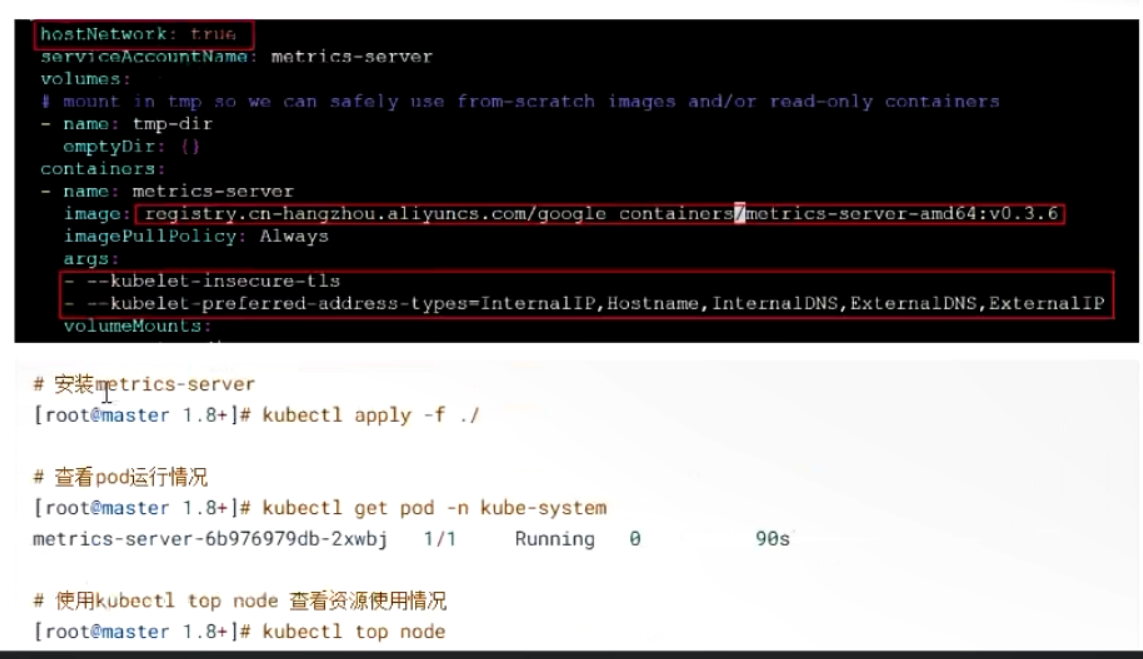 hostNetwork: true
serviceAccountName: metrics-server
volumes:
# mount in tmp so we can safely use from-scratch images and/or read-only containers
- name: tmp-dir
  emptyDir: {}
containers:
- name: metrics-server
  image: registry.cn-hangzhou.aliyuncs.com/google_containers/metrics-server-amd64:v0.3.6
  imagePullPolicy: Always
  args:
  - --kubelet-insecure-tls
  - --kubelet-preferred-address-types=InternalIP,Hostname,InternalDNS,ExternalDNS,ExternalIP
  volumeMounts:
# 安装metrics-server
[root@master 1.8+]# kubectl apply -f ./
# 查看pod运行情况
[root@master 1.8+]# kubectl get pod -n kube-system
metrics-server-6b976979db-2xwbj   1/1     Running   0          90s
# 使用kubectl top node 查看资源使用情况
[root@master 1.8+]# kubectl top node